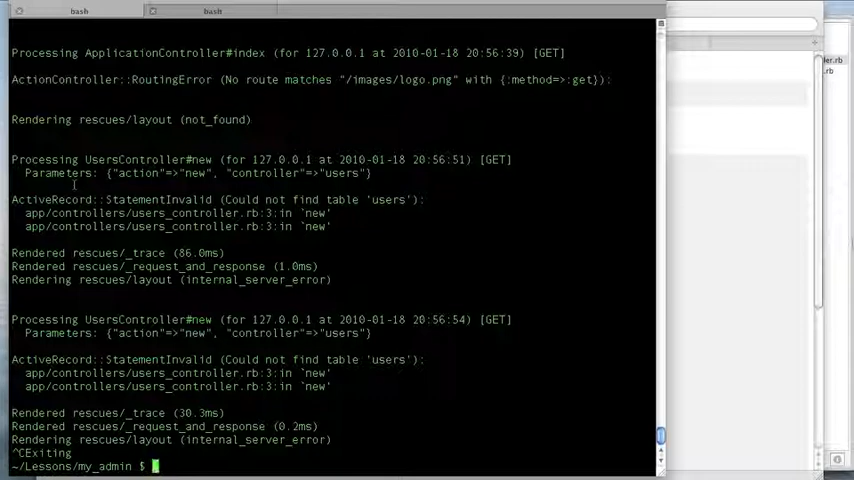 bash
bash
Processing ApplicationController#index (for 127.0.0.1 at 2010-01-18 20:56:39) [GET]
ActionController::RoutingError (No route matches "/images/logo.png" with {:method=>:get}):
Rendering rescues/layout (not_found)
Processing UsersController#new (for 127.0.0.1 at 2010-01-18 20:56:51) [GET]
Parameters: {"action"=>"new", "controller"=>"users"}
ActiveRecord::StatementInvalid (Could not find table 'users'):
app/controllers/users_controller.rb:3:in `new'
app/controllers/users_controller.rb:3:in `new'
Rendered rescues/_trace (86.0ms)
Rendered rescues/_request_and_response (1.0ms)
Rendering rescues/layout (internal_server_error)
Processing UsersController#new (for 127.0.0.1 at 2010-01-18 20:56:54) [GET]
Parameters: {"action"=>"new", "controller"=>"users"}
ActiveRecord::StatementInvalid (Could not find table 'users'):
app/controllers/users_controller.rb:3:in `new'
app/controllers/users_controller.rb:3:in `new'
Rendered rescues/_trace (30.3ms)
Rendered rescues/_request_and_response (0.2ms)
Rendering rescues/layout (internal_server_error)
^CExiting
~/Lessons/my_admin $
ler.rb
.rb